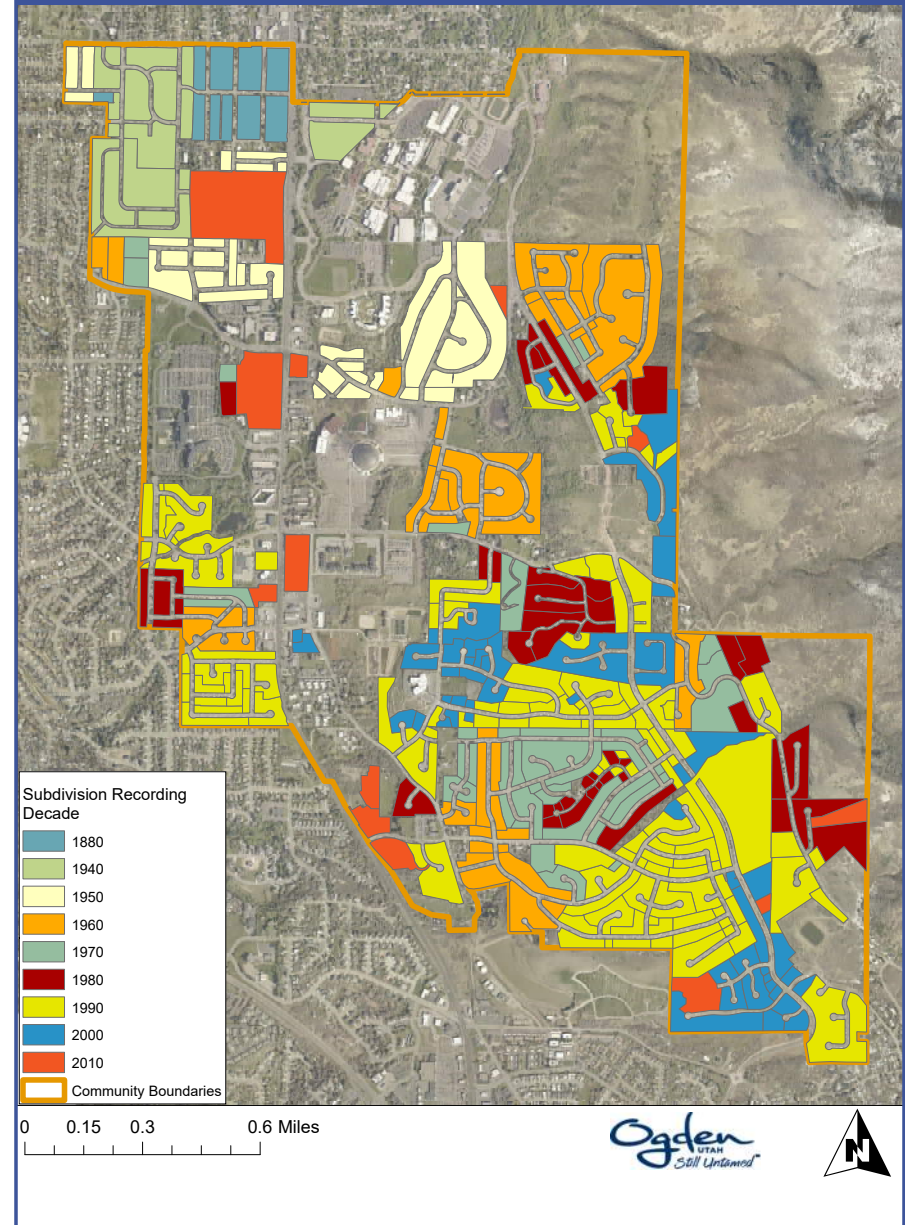 Subdivision Recording
Decade
1880
1940
1950
1960
1970
1980
1990
2000
2010
Community Boundaries
0 0.15 0.3 0.6 Miles
Ogden
UTAH
Still Untamed™
N